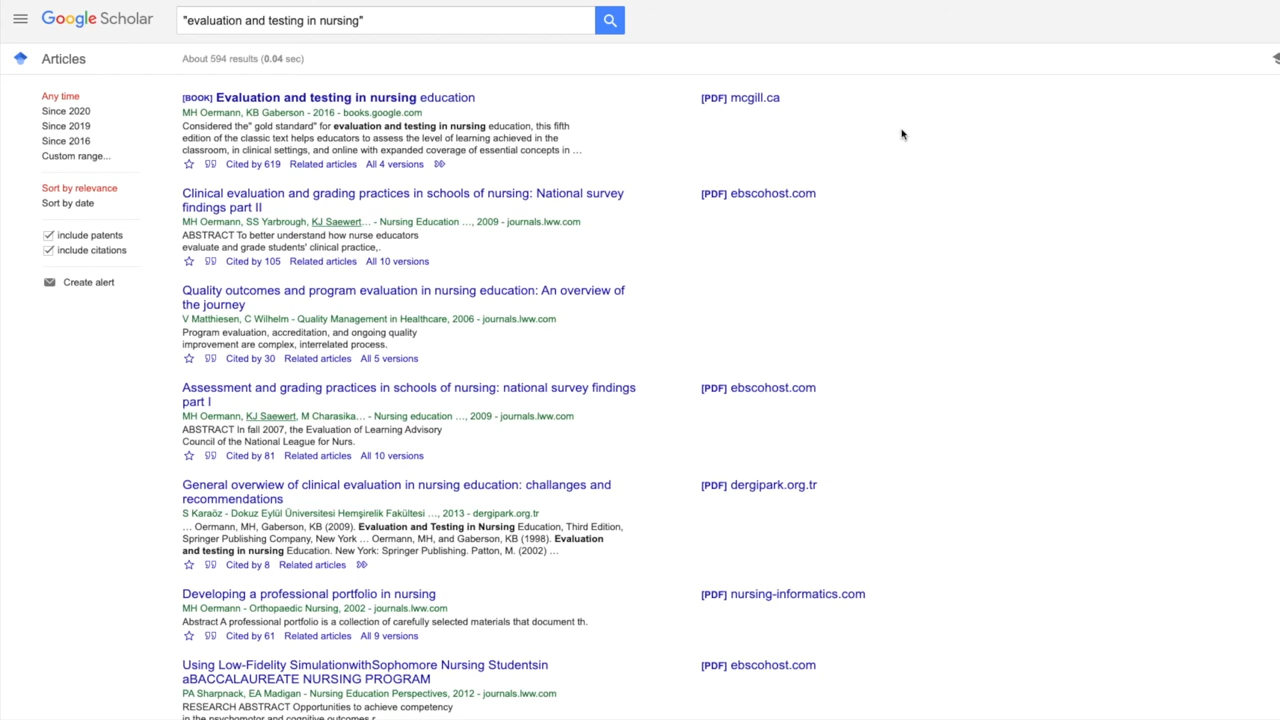 Google Scholar
"evaluation and testing in nursing"
Articles
About 594 results (0.04 sec)
Any time
Since 2020
Since 2019
Since 2016
Custom range...
Sort by relevance
Sort by date
include patents
include citations
Create alert
[BOOK] Evaluation and testing in nursing education
MH Oermann, KB Gaberson - 2016 - books.google.com
Considered the" gold standard" for evaluation and testing in nursing education, this fifth
edition of the classic text helps educators to assess the level of learning achieved in the
classroom, in clinical settings, and online with expanded coverage of essential concepts in …
Cited by 619 Related articles All 4 versions
[PDF] mcgill.ca
Clinical evaluation and grading practices in schools of nursing: National survey
findings part II
MH Oermann, SS Yarbrough, KJ Saewert… - Nursing Education …, 2009 - journals.lww.com
ABSTRACT To better understand how nurse educators
evaluate and grade students' clinical practice,.
Cited by 105 Related articles All 10 versions
[PDF] ebscohost.com
Quality outcomes and program evaluation in nursing education: An overview of
the journey
V Matthiesen, C Wilhelm - Quality Management in Healthcare, 2006 - journals.lww.com
Program evaluation, accreditation, and ongoing quality
improvement are complex, interrelated process.
Cited by 30 Related articles All 5 versions
Assessment and grading practices in schools of nursing: national survey findings
part I
MH Oermann, KJ Saewert, M Charasika… - Nursing education …, 2009 - journals.lww.com
ABSTRACT In fall 2007, the Evaluation of Learning Advisory
Council of the National League for Nurs.
Cited by 81 Related articles All 10 versions
[PDF] ebscohost.com
General overview of clinical evaluation in nursing education: challanges and
recommendations
S Karaöz - Dokuz Eylül Üniversitesi Hemşirelik Fakültesi …, 2013 - dergipark.org.tr
… Oermann, MH, Gaberson, KB (2009). Evaluation and Testing in Nursing Education, Third Edition,
Springer Publishing Company, New York … Oermann, MH, and Gaberson, KB (1998). Evaluation
and testing in nursing Education. New York: Springer Publishing. Patton, M. (2002) …
Cited by 8 Related articles
[PDF] dergipark.org.tr
Developing a professional portfolio in nursing
MH Oermann - Orthopaedic Nursing, 2002 - journals.lww.com
Abstract A professional portfolio is a collection of carefully selected materials that document th.
Cited by 61 Related articles All 9 versions
[PDF] nursing-informatics.com
Using Low-Fidelity SimulationwithSophomore Nursing Studentsin
aBACCALAUREATE NURSING PROGRAM
PA Sharpnack, EA Madigan - Nursing Education Perspectives, 2012 - journals.lww.com
RESEARCH ABSTRACT Opportunities to achieve competency
in the psychomotor and cognitive outcomes r
[PDF] ebscohost.com